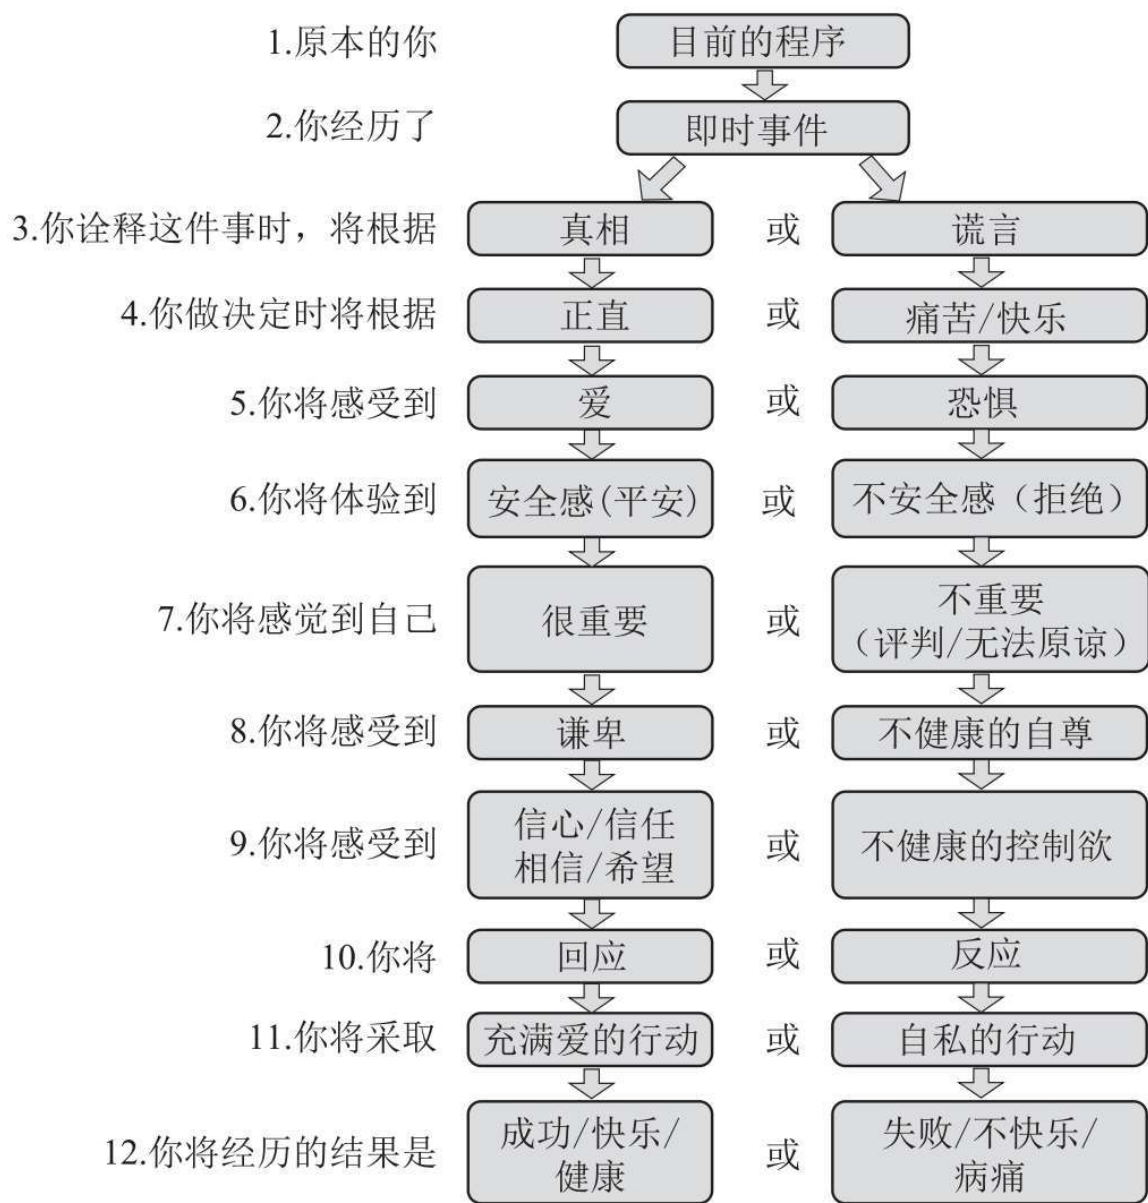 1.原本的你 目前的程序
2.你经历了 即时事件
3.你诠释这件事时，将根据 真相 或 谎言
4.你做决定时将根据 正直 或 痛苦/快乐
5.你将感受到 爱 或 恐惧
6.你将体验到 安全感(平安) 或 不安全感（拒绝）
7.你将感觉到自己 很重要 或 不重要
（评判/无法原谅）
8.你将感受到 谦卑 或 不健康的自尊
9.你将感受到 信心/信任
相信/希望 或 不健康的控制欲
10.你将 回应 或 反应
11.你将采取 充满爱的行动 或 自私的行动
12.你将经历的结果是 成功/快乐/
健康 或 失败/不快乐/
病痛